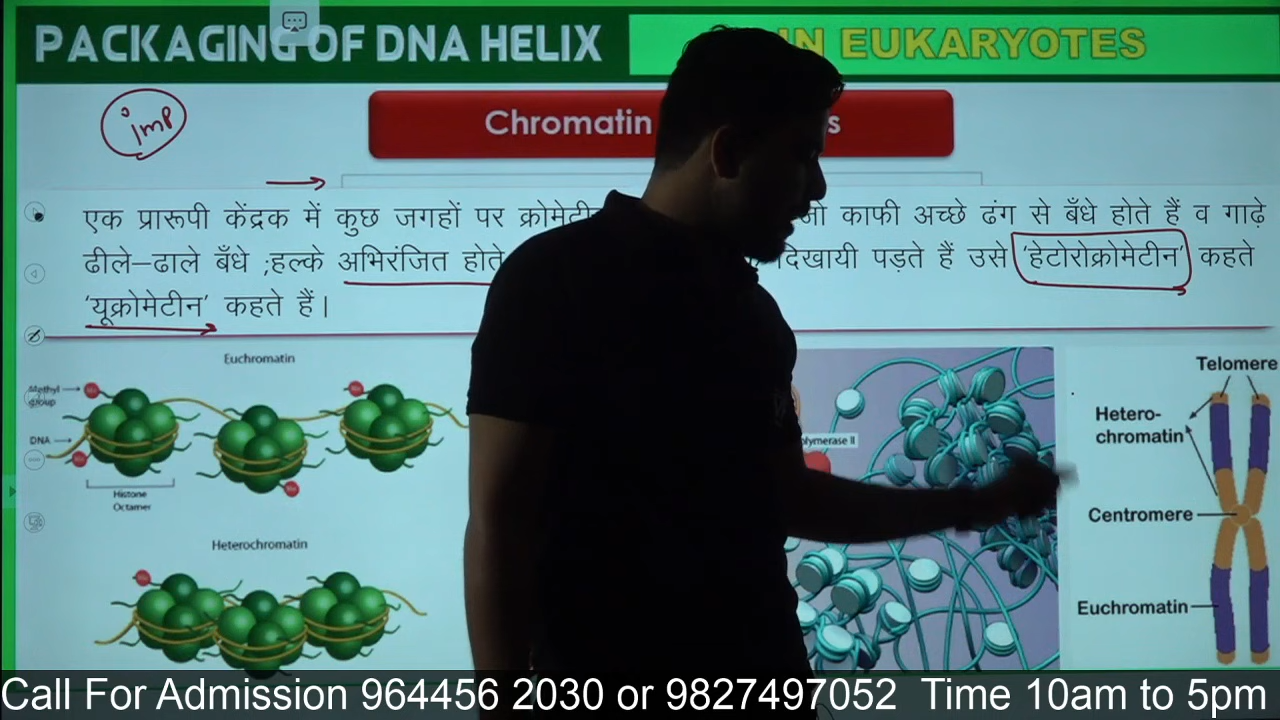 PACKAGING OF DNA HELIX IN EUKARYOTES
imp
Chromatin
एक प्रारूपी केंद्रक में कुछ जगहों पर काफी अच्छे ढंग से बँधे होते हैं व गाढ़े
ढीले–ढाले बँधे ;हल्के अभिरंजित होते दिखायी पड़ते हैं उसे 'हेटोरोक्रोमेटीन' कहते
'यूक्रोमेटीन' कहते हैं।
Euchromatin
Methyl group
DNA
Histone
Octamer
Heterochromatin
Telomere
Hetero-
chromatin
Centromere
Euchromatin
Call For Admission 964456 2030 or 9827497052 Time 10am to 5pm